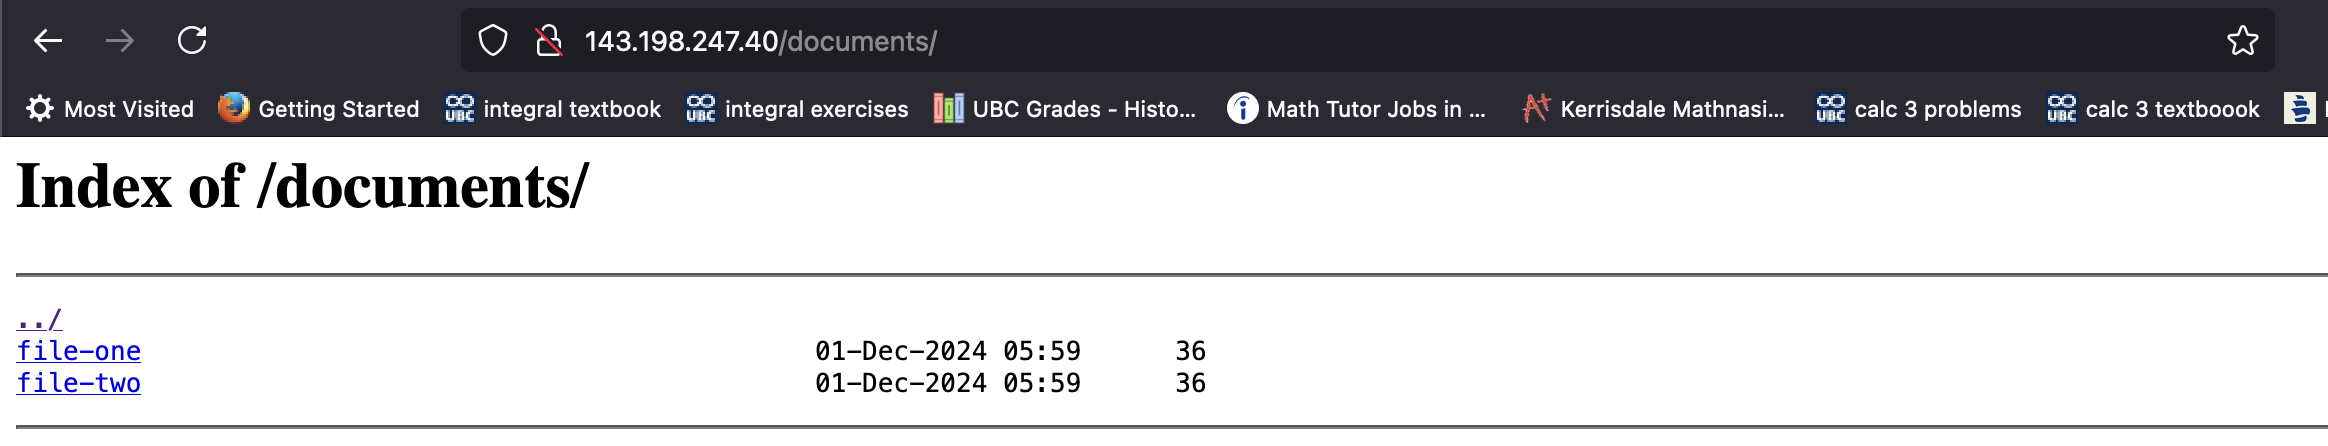 143.198.247.40/documents/
Most Visited Getting Started integral textbook integral exercises UBC Grades - Histo... Math Tutor Jobs in ... Kerrisdale Mathnasi... calc 3 problems calc 3 textboook
Index of /documents/
../
file-one 01-Dec-2024 05:59 36
file-two 01-Dec-2024 05:59 36